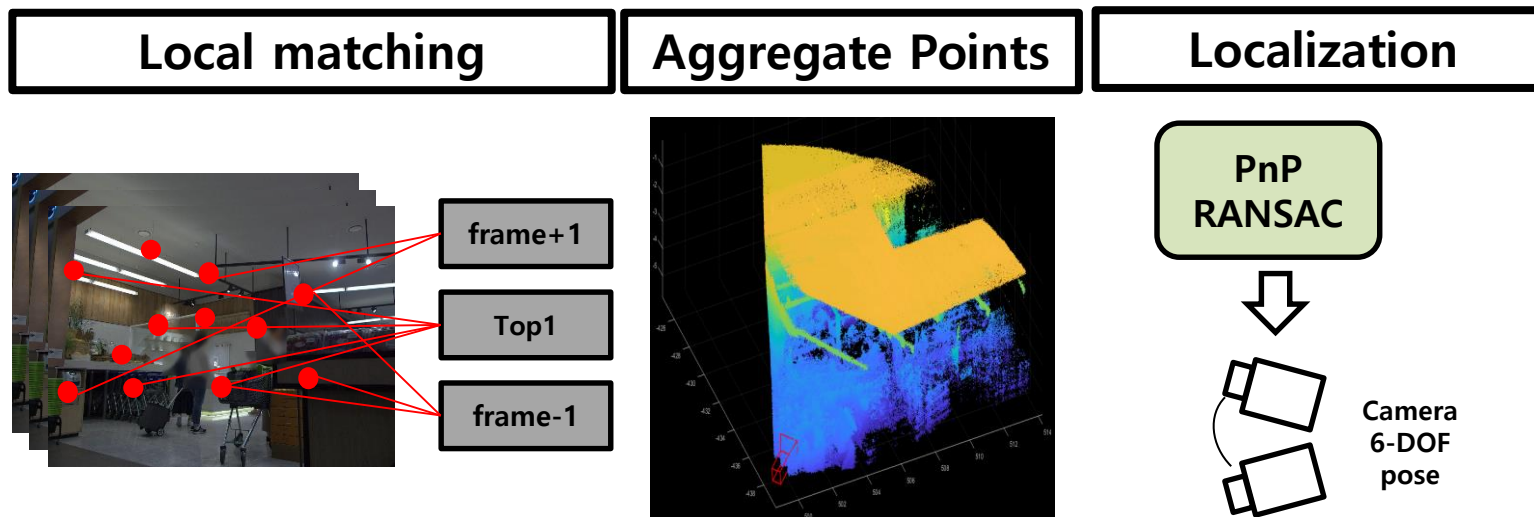 Local matching
Aggregate Points
Localization
frame+1
Top1
frame-1
PnP
RANSAC
Camera
6-DOF
pose